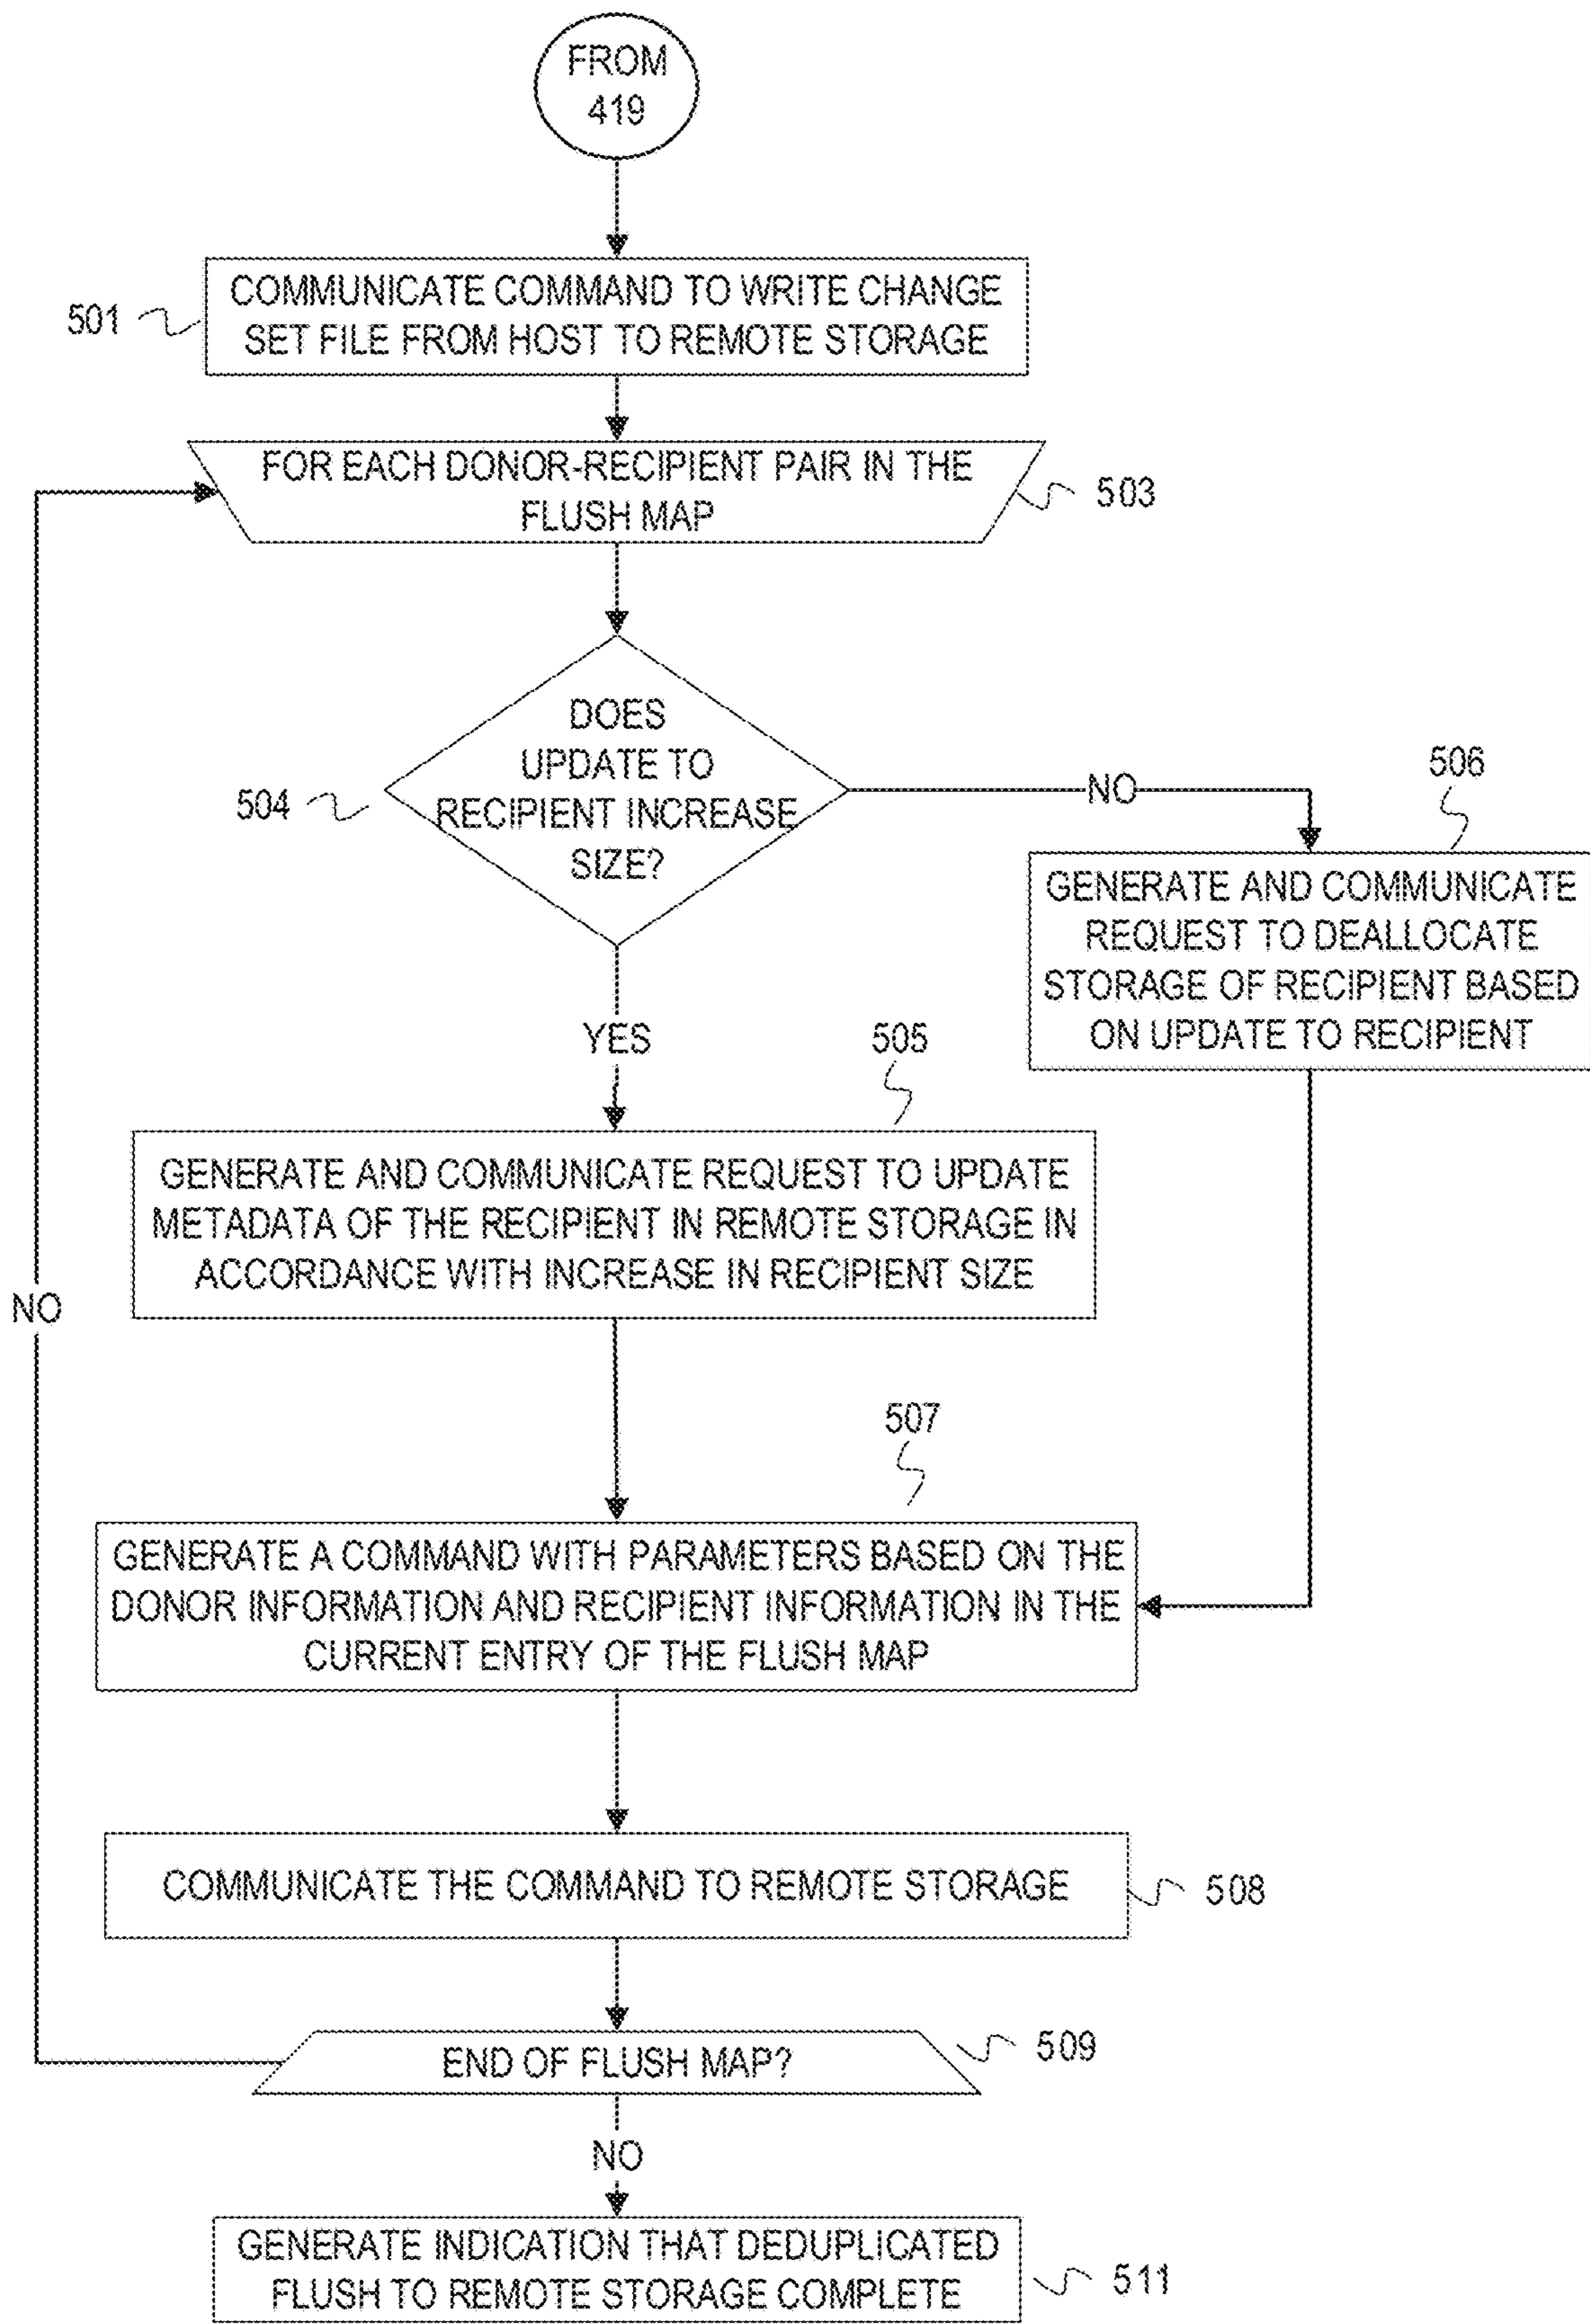 FROM
419
501
COMMUNICATE COMMAND TO WRITE CHANGE
SET FILE FROM HOST TO REMOTE STORAGE
FOR EACH DONOR-RECIPIENT PAIR IN THE
FLUSH MAP
503
504
DOES
UPDATE TO
RECIPIENT INCREASE
SIZE?
NO
506
GENERATE AND COMMUNICATE
REQUEST TO DEALLOCATE
STORAGE OF RECIPIENT BASED
ON UPDATE TO RECIPIENT
YES
505
GENERATE AND COMMUNICATE REQUEST TO UPDATE
METADATA OF THE RECIPIENT IN REMOTE STORAGE IN
ACCORDANCE WITH INCREASE IN RECIPIENT SIZE
NO
507
GENERATE A COMMAND WITH PARAMETERS BASED ON THE
DONOR INFORMATION AND RECIPIENT INFORMATION IN THE
CURRENT ENTRY OF THE FLUSH MAP
COMMUNICATE THE COMMAND TO REMOTE STORAGE
508
END OF FLUSH MAP?
509
NO
GENERATE INDICATION THAT DEDUPLICATED
FLUSH TO REMOTE STORAGE COMPLETE
511